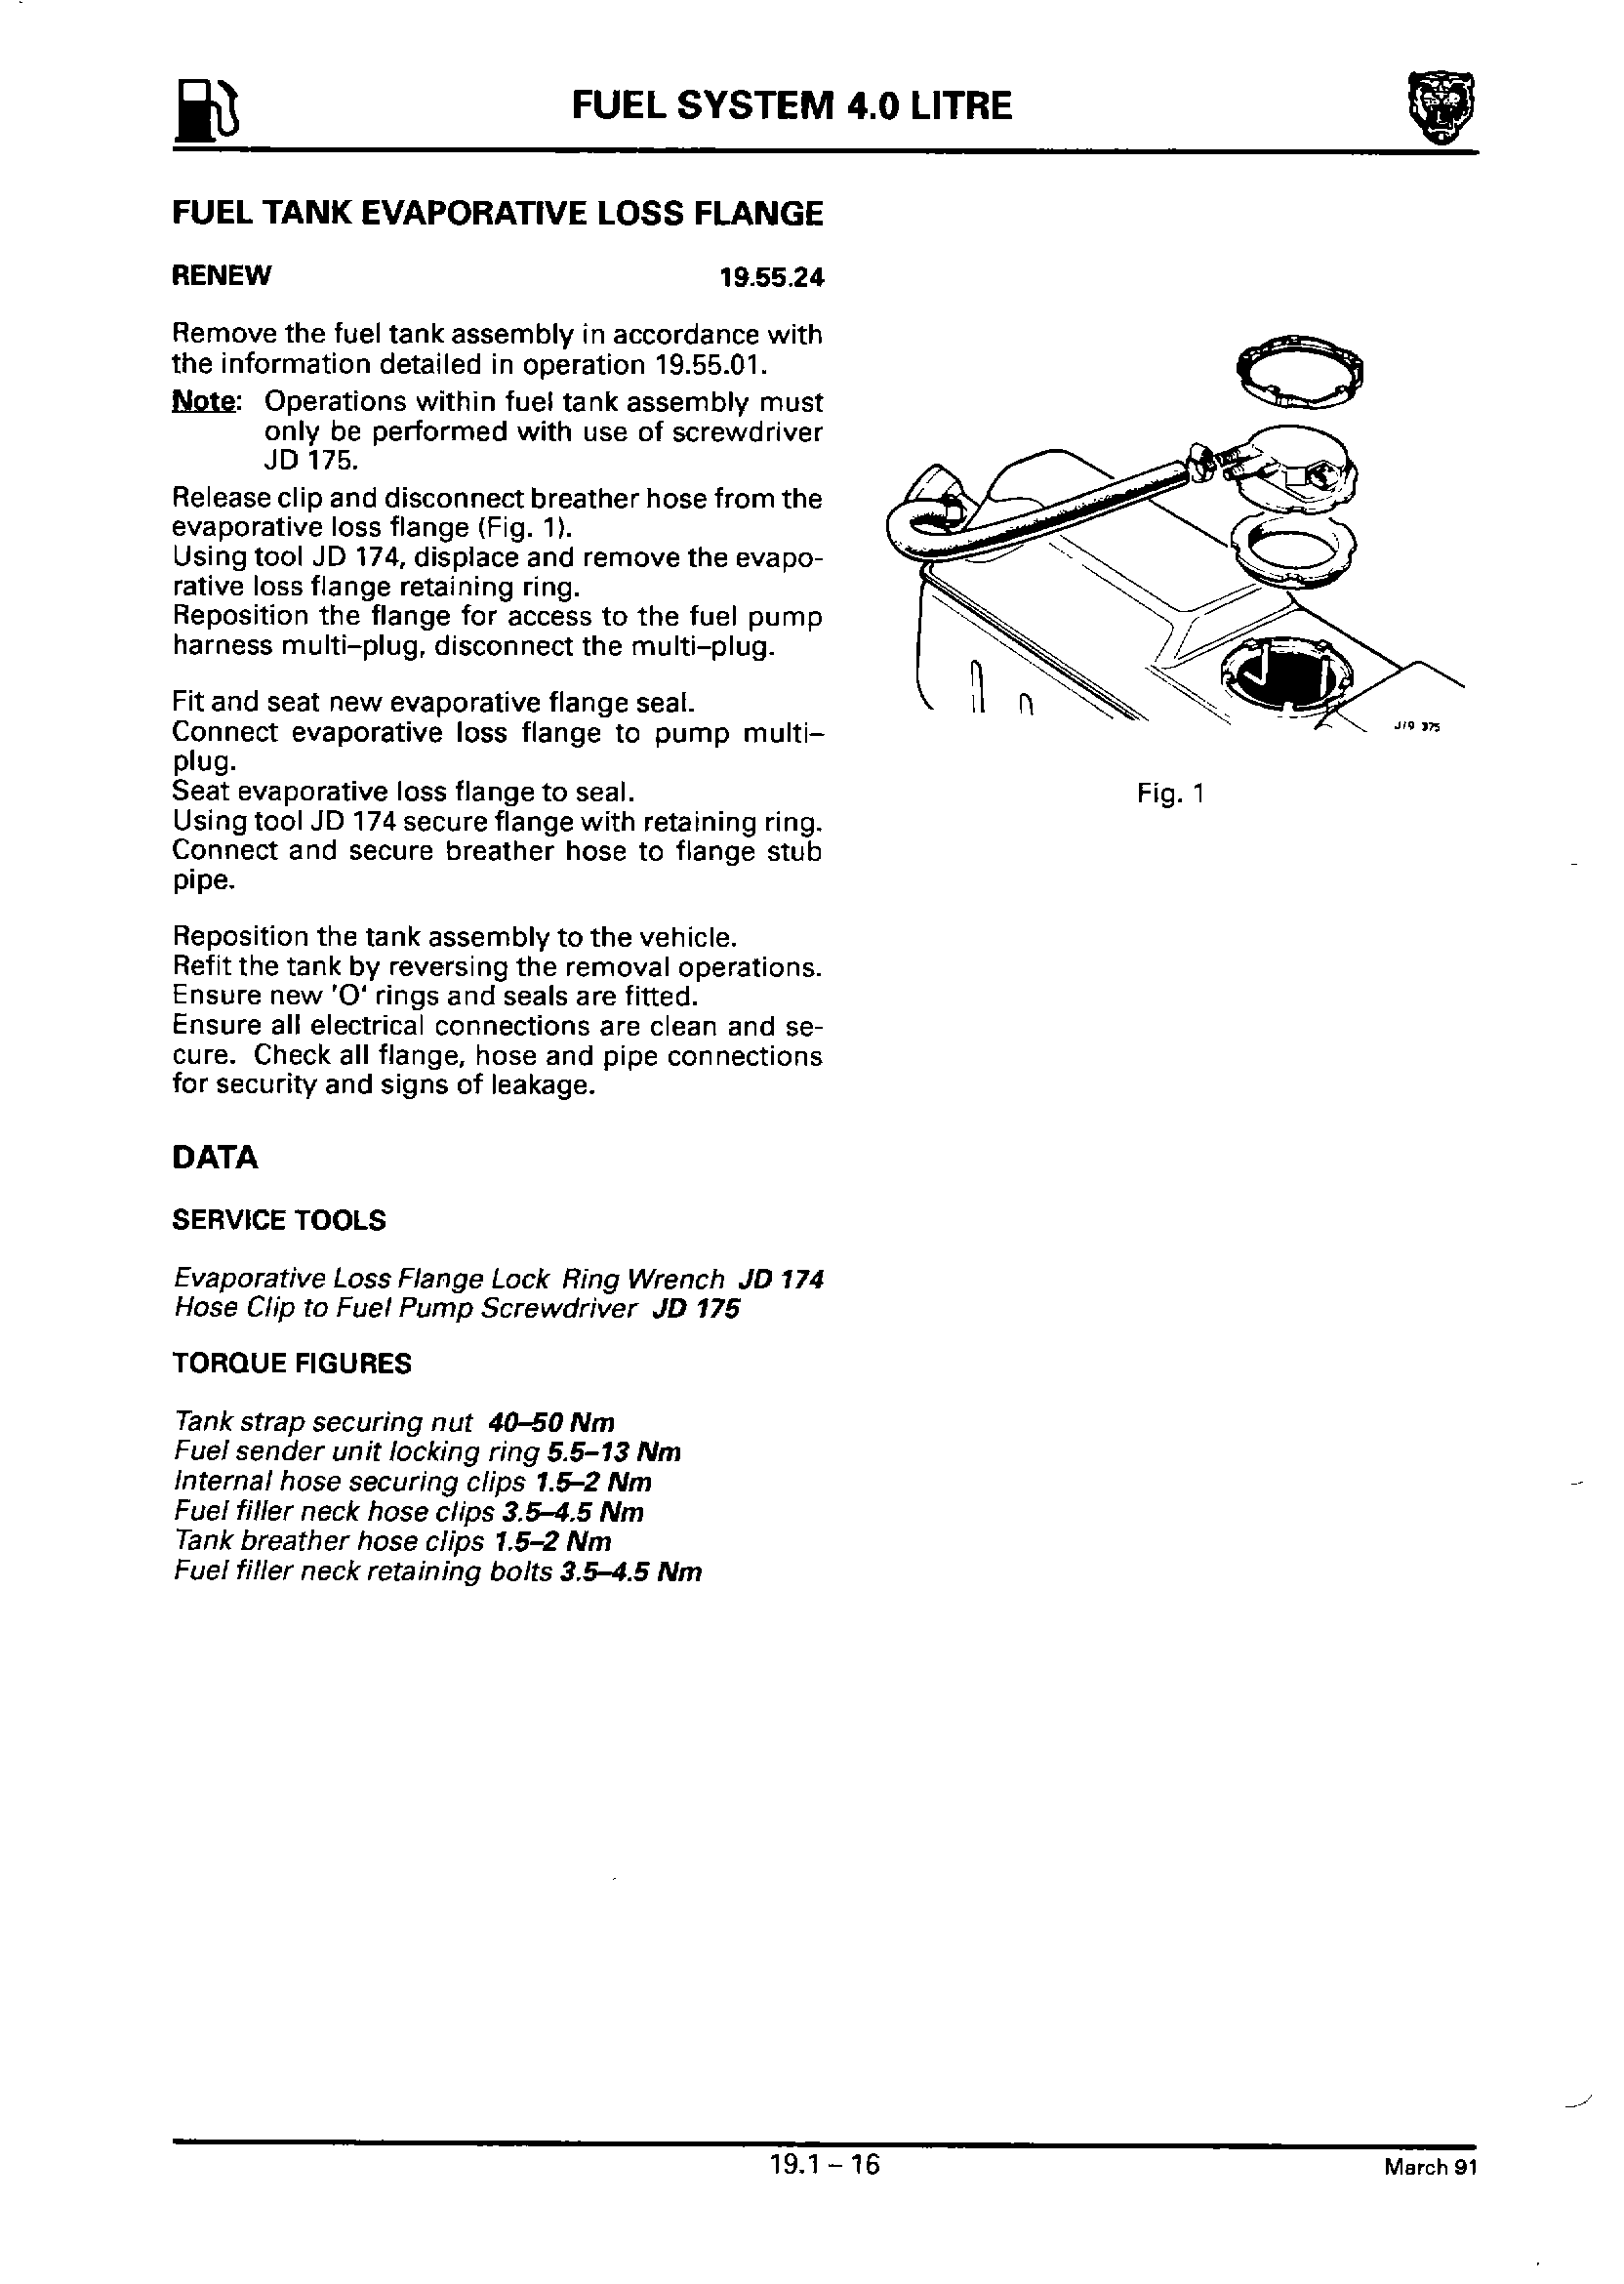 FUEL SYSTEM 4.0 LITRE
FUEL TANK EVAPORATIVE LOSS FLANGE
RENEW 19.55.24
Remove the fuel tank assembly in accordance with
the information detailed in operation 19.55.01.
Note: Operations within fuel tank assembly must
only be performed with use of screwdriver
JD 175.
Release clip and disconnect breather hose from the
evaporative loss flange (Fig. 1).
Using tool JD 174, displace and remove the evapo-
rative loss flange retaining ring.
Reposition the flange for access to the fuel pump
harness multi-plug, disconnect the multi-plug.
Fit and seat new evaporative flange seal.
Connect evaporative loss flange to pump multi-
plug.
Seat evaporative loss flange to seal.
Using tool JD 174 secure flange with retaining ring.
Connect and secure breather hose to flange stub
pipe.
Reposition the tank assembly to the vehicle.
Refit the tank by reversing the removal operations.
Ensure new 'O' rings and seals are fitted.
Ensure all electrical connections are clean and se-
cure. Check all flange, hose and pipe connections
for security and signs of leakage.
DATA
SERVICE TOOLS
Evaporative Loss Flange Lock Ring Wrench JD 174
Hose Clip to Fuel Pump Screwdriver JD 175
TORQUE FIGURES
Tank strap securing nut 40–50 Nm
Fuel sender unit locking ring 5.5–13 Nm
Internal hose securing clips 1.5–2 Nm
Fuel filler neck hose clips 3.5–4.5 Nm
Tank breather hose clips 1.5–2 Nm
Fuel filler neck retaining bolts 3.5–4.5 Nm
J19 375
Fig. 1
19.1 – 16
March 91